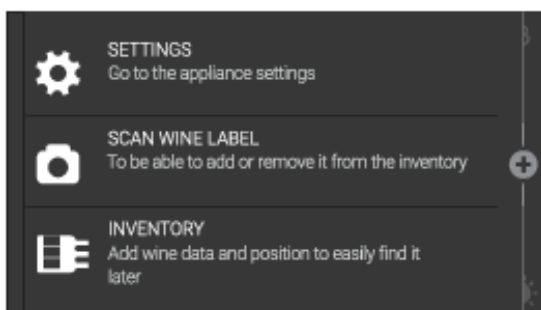 SETTINGS
Go to the appliance settings
SCAN WINE LABEL
To be able to add or remove it from the inventory
INVENTORY
Add wine data and position to easily find it
later